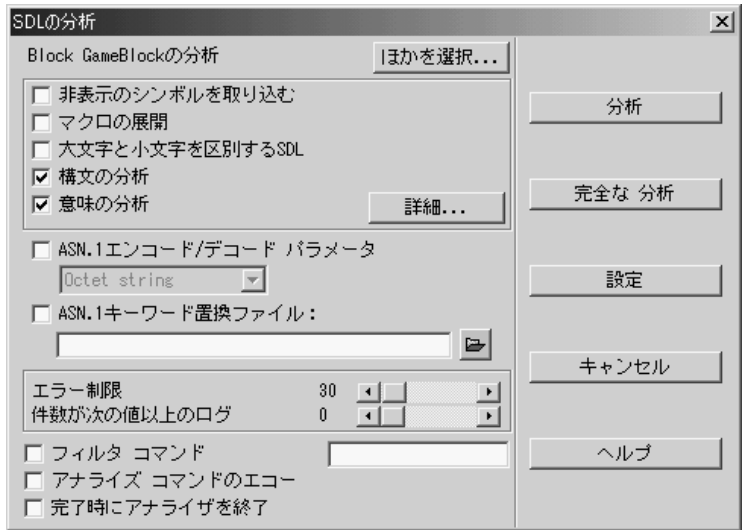 SDLの分析
Block GameBlockの分析
ほかを選択...
非表示のシンボルを取り込む
マクロの展開
大文字と小文字を区別するSDL
構文の分析
意味の分析
詳細...
ASN.1エンコード/デコード パラメータ
Octet string
ASN.1キーワード置換ファイル：
エラー制限 30
件数が次の値以上のログ 0
フィルタ コマンド
アナライズ コマンドのエコー
完了時にアナライザを終了
分析
完全な 分析
設定
キャンセル
ヘルプ